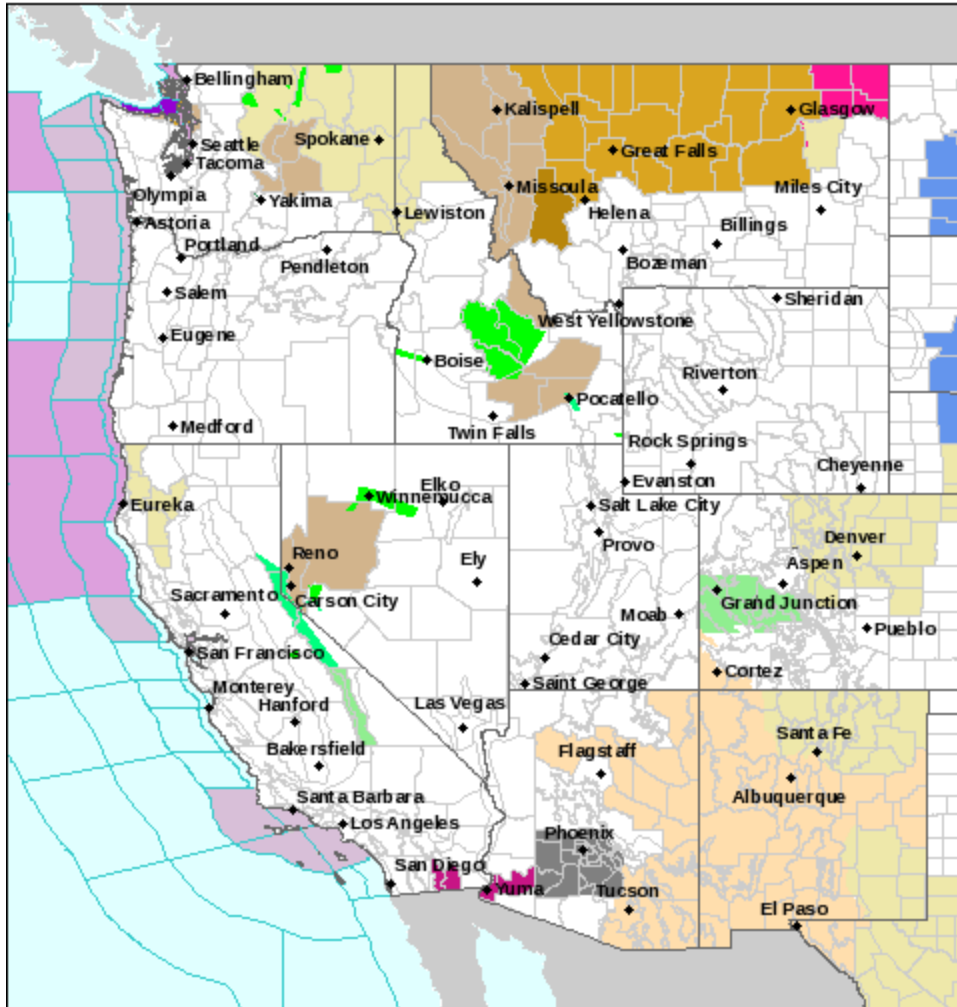 Bellingham
Kalispell
Glasgow
Seattle
Spokane
Great Falls
Tacoma
Missoula
Miles City
Olympia
Yakima
Lewiston
Helena
Astoria
Billings
Portland
Pendleton
Bozeman
Salem
Sheridan
West Yellowstone
Eugene
Boise
Riverton
Pocatello
Medford
Twin Falls
Rock Springs
Cheyenne
Elko
Evanston
Winnemucca
Eureka
Salt Lake City
Denver
Provo
Reno
Ely
Aspen
Sacramento
Carson City
Grand Junction
Moab
Pueblo
Cedar City
San Francisco
Cortez
Saint George
Monterey
Hanford
Las Vegas
Santa Fe
Bakersfield
Flagstaff
Albuquerque
Santa Barbara
Los Angeles
Phoenix
San Diego
Yuma
Tucson
El Paso